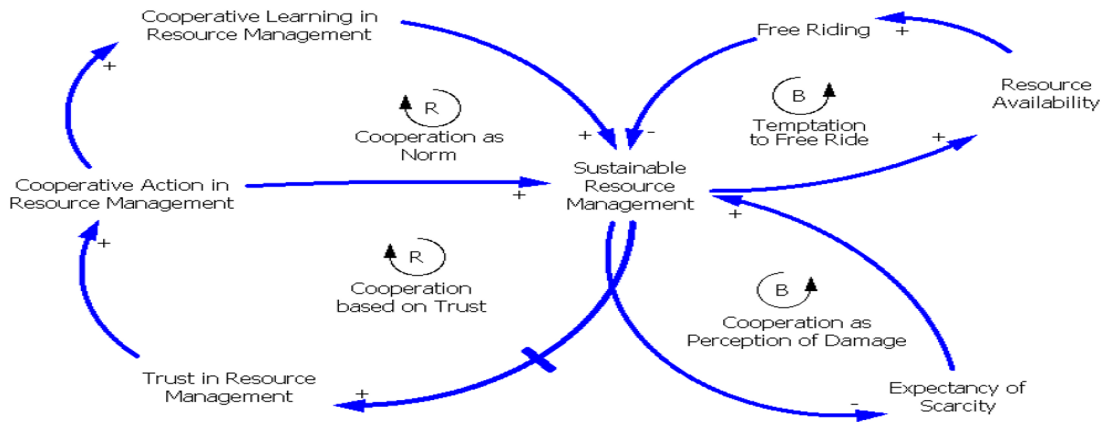 Cooperative Learning in
Resource Management
+
Free Riding
+
Resource
Availability
R
Cooperation as
Norm
B
Temptation
to Free Ride
+
-
+
Sustainable
Resource
Management
Cooperative Action in
Resource Management
+
+
+
R
Cooperation
based on Trust
B
Cooperation as
Perception of Damage
Trust in Resource
Management
+
-
Expectancy of
Scarcity